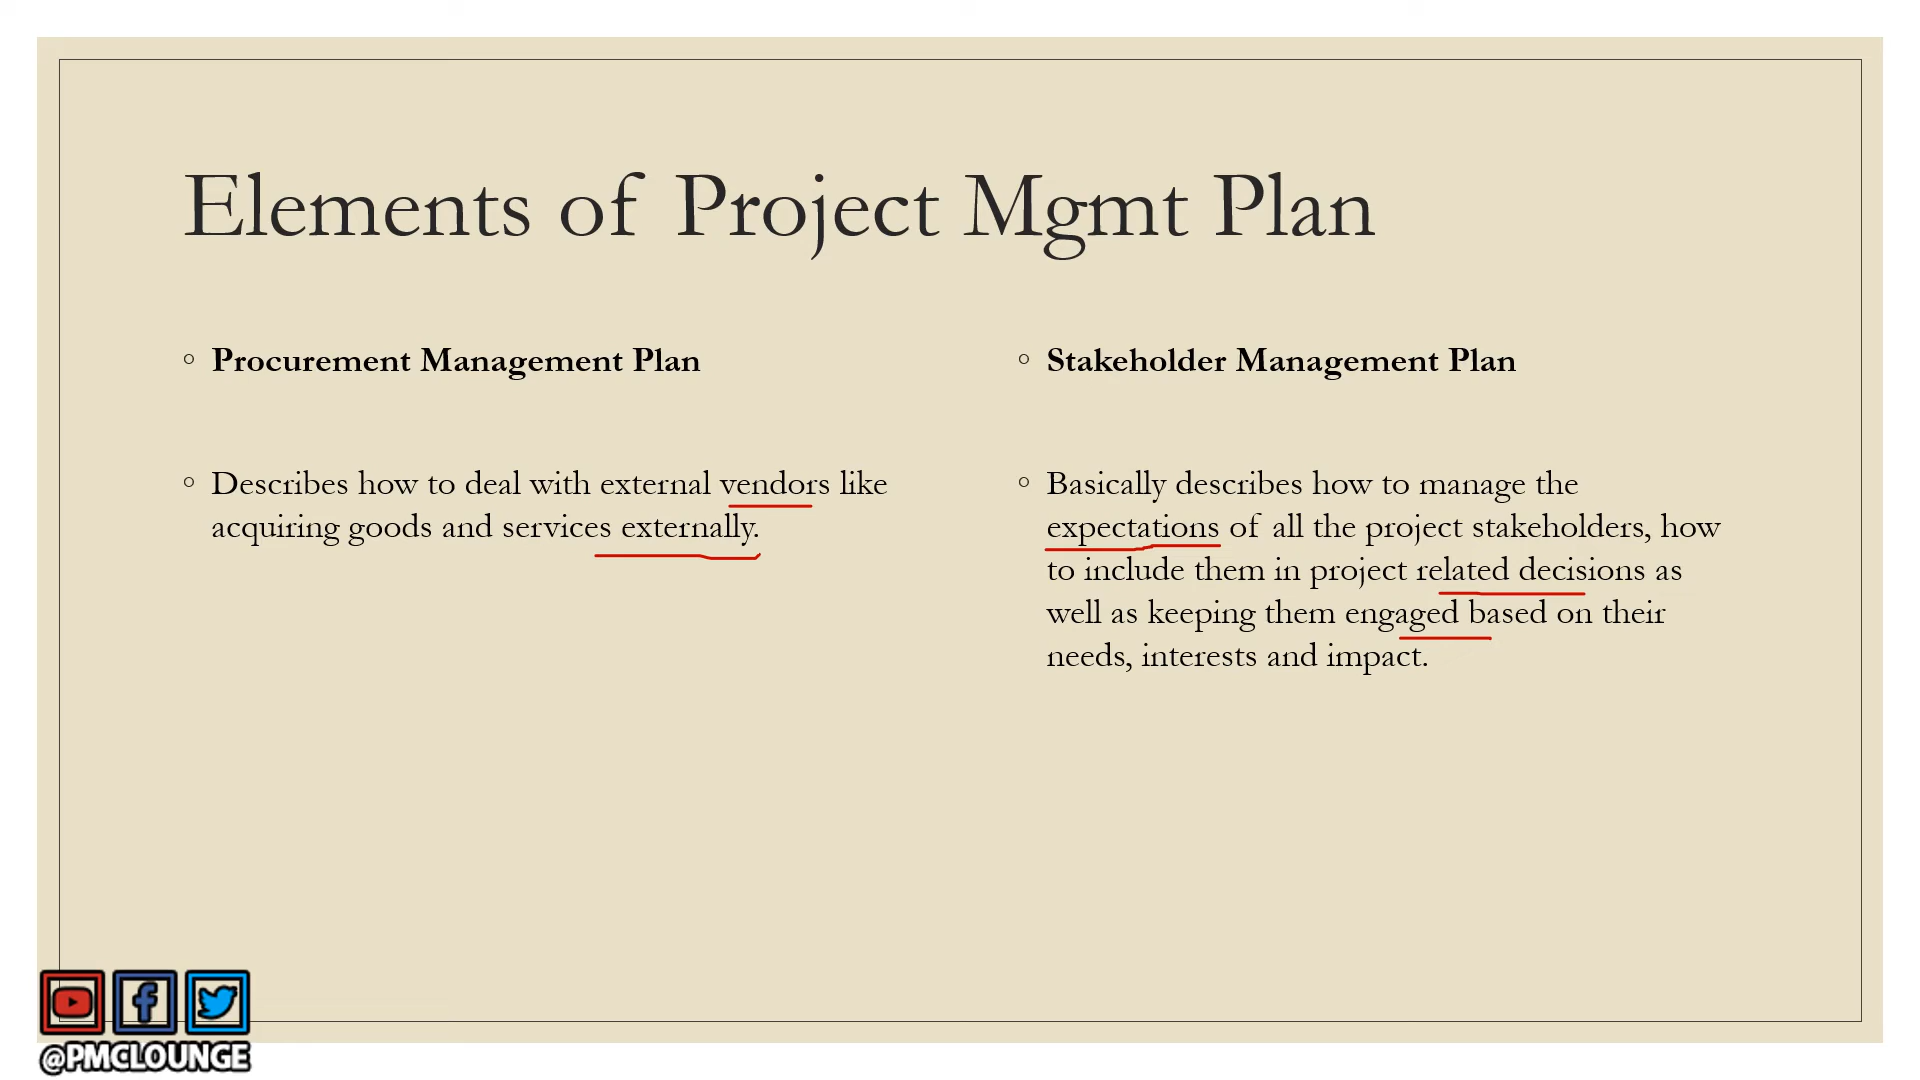 Elements of Project Mgmt Plan
◦ Procurement Management Plan
◦ Describes how to deal with external vendors like
acquiring goods and services externally.
◦ Stakeholder Management Plan
◦ Basically describes how to manage the
expectations of all the project stakeholders, how
to include them in project related decisions as
well as keeping them engaged based on their
needs, interests and impact.
@PMCLOUNGE